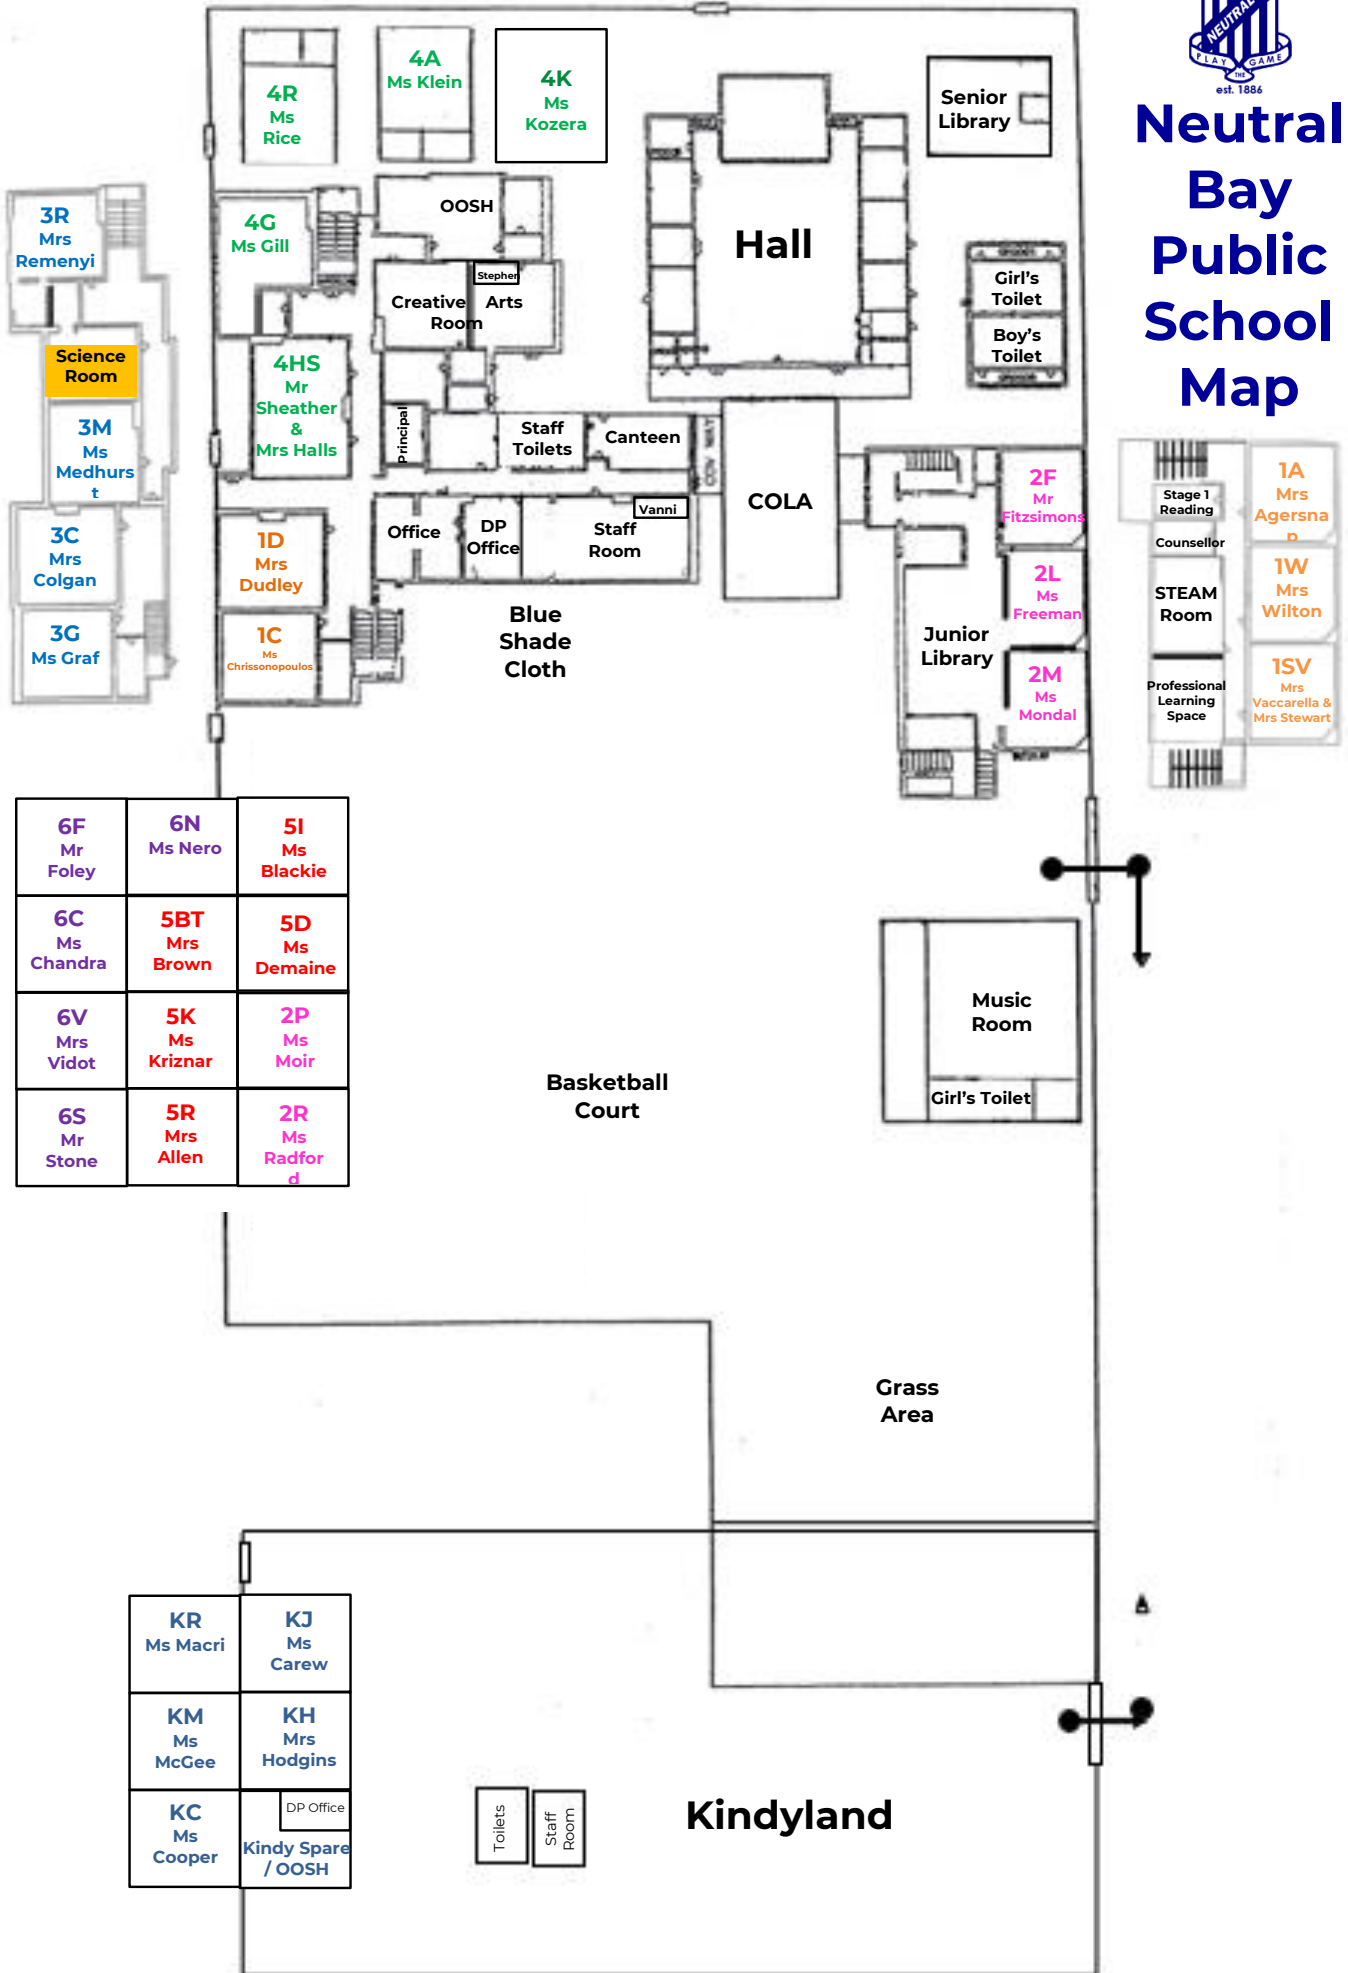 NEUTRAL
PLAY THE GAME
est. 1886
Neutral
Bay
Public
School
Map
4R
Ms
Rice
4A
Ms Klein
4K
Ms
Kozera
Senior
Library
3R
Mrs
Remenyi
4G
Ms Gill
OOSH
Hall
Stephen
Creative Arts
Room
Girl's
Toilet
Boy's
Toilet
Science
Room
4HS
Mr
Sheather
&
Mrs Halls
3M
Ms
Medhurs
t
Principal
Staff
Toilets
Canteen
COV WAY
COLA
2F
Mr
Fitzsimons
Stage 1
Reading
1A
Mrs
Agersna
p
Counsellor
3C
Mrs
Colgan
1D
Mrs
Dudley
Office
DP
Office
Vanni
Staff
Room
2L
Ms
Freeman
STEAM
Room
1W
Mrs
Wilton
3G
Ms Graf
1C
Ms
Chrissonopoulos
Blue
Shade
Cloth
Junior
Library
2M
Ms
Mondal
Professional
Learning
Space
1SV
Mrs
Vaccarella &
Mrs Stewart
6F
Mr
Foley
6N
Ms Nero
5I
Ms
Blackie
6C
Ms
Chandra
5BT
Mrs
Brown
5D
Ms
Demaine
6V
Mrs
Vidot
5K
Ms
Kriznar
2P
Ms
Moir
6S
Mr
Stone
5R
Mrs
Allen
2R
Ms
Radfor
d
Music
Room
Girl's Toilet
Basketball
Court
Grass
Area
KR
Ms Macri
KJ
Ms
Carew
KM
Ms
McGee
KH
Mrs
Hodgins
KC
Ms
Cooper
DP Office
Kindy Spare
/ OOSH
Toilets
Staff
Room
Kindyland